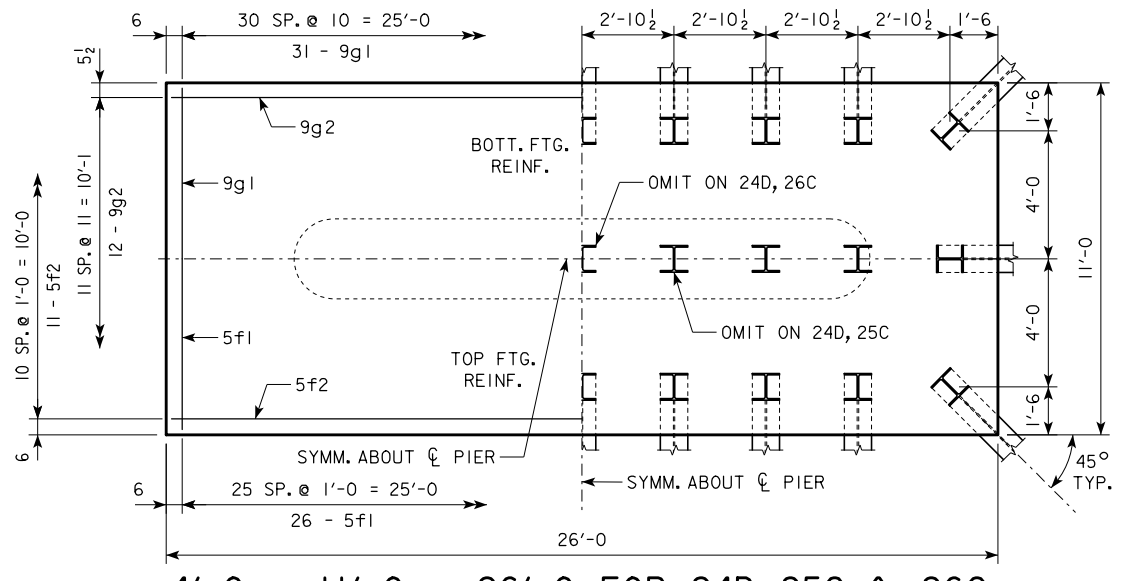 6
30 SP. @ 10 = 25'-0
31 - 9g1
2'-10½
2'-10½
2'-10½
2'-10½
1'-6
5½
9g2
BOTT. FTG.
REINF.
OMIT ON 24D, 26C
9g1
11 SP. @ 11 = 10'-1
12 - 9g2
10 SP. @ 1'-0 = 10'-0
11 - 5f2
1'-6
4'-0
11'-0
4'-0
1'-6
5f1
OMIT ON 24D, 25C
TOP FTG.
REINF.
5f2
6
SYMM. ABOUT ℄ PIER
SYMM. ABOUT ℄ PIER
45°
TYP.
6
25 SP. @ 1'-0 = 25'-0
26 - 5f1
26'-0